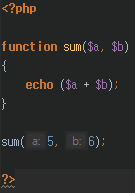 <?php
function sum($a, $b)
{
    echo ($a + $b);
}
sum( a: 5, b: 6);
?>